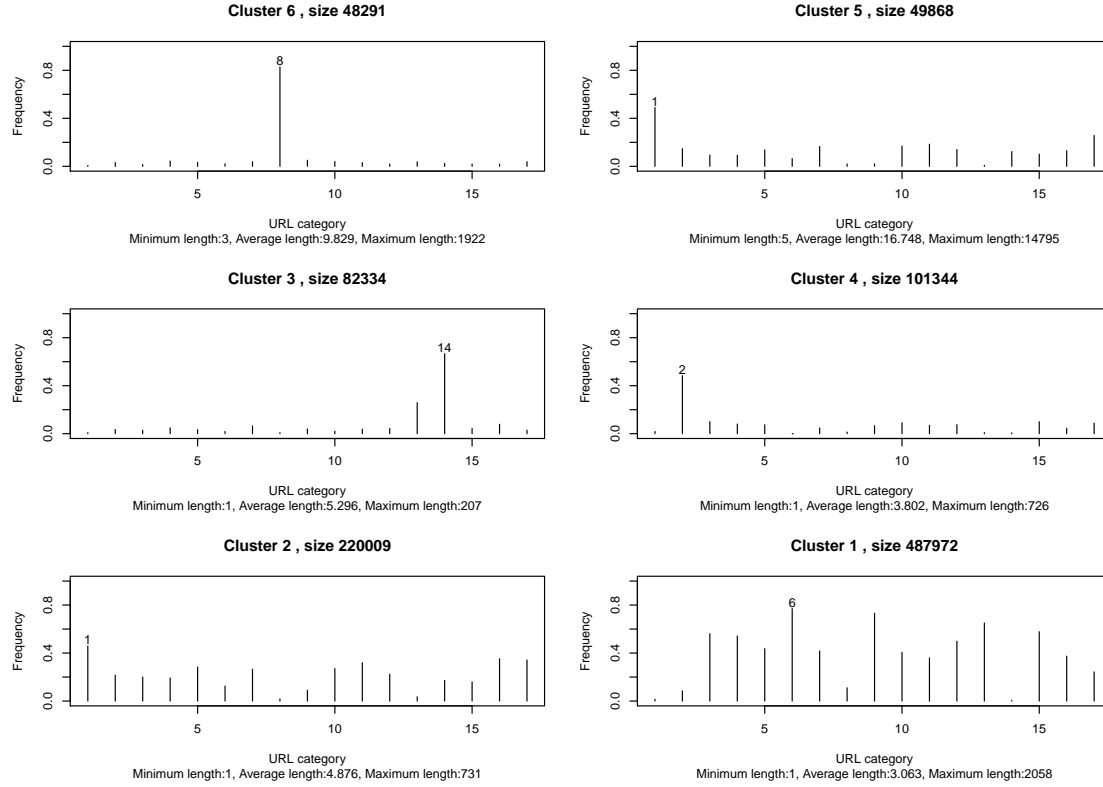 Cluster 6 , size 48291
Frequency
0.0 0.4 0.8
8
5 10 15
URL category
Minimum length:3, Average length:9.829, Maximum length:1922
Cluster 5 , size 49868
Frequency
0.0 0.4 0.8
1
5 10 15
URL category
Minimum length:5, Average length:16.748, Maximum length:14795
Cluster 3 , size 82334
Frequency
0.0 0.4 0.8
14
5 10 15
URL category
Minimum length:1, Average length:5.296, Maximum length:207
Cluster 4 , size 101344
Frequency
0.0 0.4 0.8
2
5 10 15
URL category
Minimum length:1, Average length:3.802, Maximum length:726
Cluster 2 , size 220009
Frequency
0.0 0.4 0.8
1
5 10 15
URL category
Minimum length:1, Average length:4.876, Maximum length:731
Cluster 1 , size 487972
Frequency
0.0 0.4 0.8
6
5 10 15
URL category
Minimum length:1, Average length:3.063, Maximum length:2058